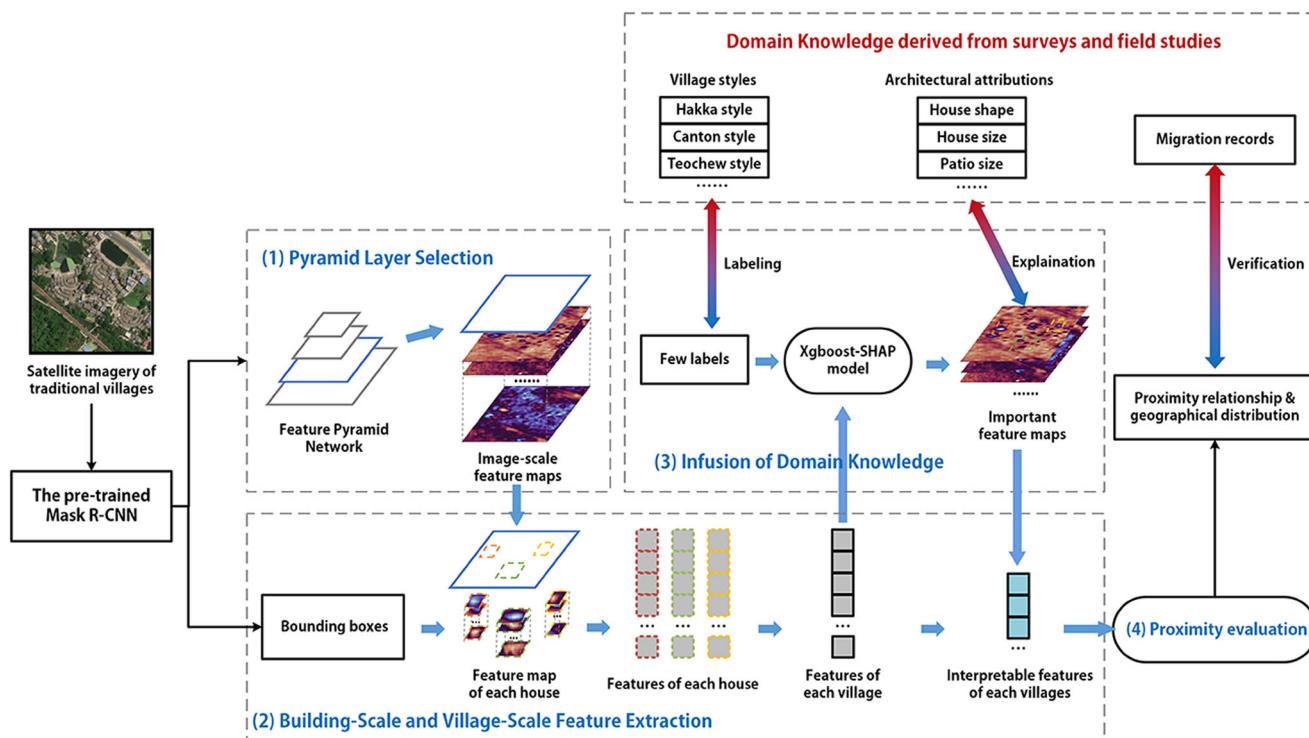 Domain Knowledge derived from surveys and field studies
Village styles
Hakka style
Canton style
Teochew style
......
Architectural attributions
House shape
House size
Patio size
......
Migration records
Satellite imagery of
traditional villages
The pre-trained
Mask R-CNN
(1) Pyramid Layer Selection
Feature Pyramid
Network
......
Image-scale
feature maps
Labeling
Explaination
Verification
Few labels
Xgboost-SHAP
model
......
Important
feature maps
(3) Infusion of Domain Knowledge
Proximity relationship &
geographical distribution
Bounding boxes
Feature map
of each house
Features of each house
Features of
each village
Interpretable features
of each villages
(4) Proximity evaluation
(2) Building-Scale and Village-Scale Feature Extraction